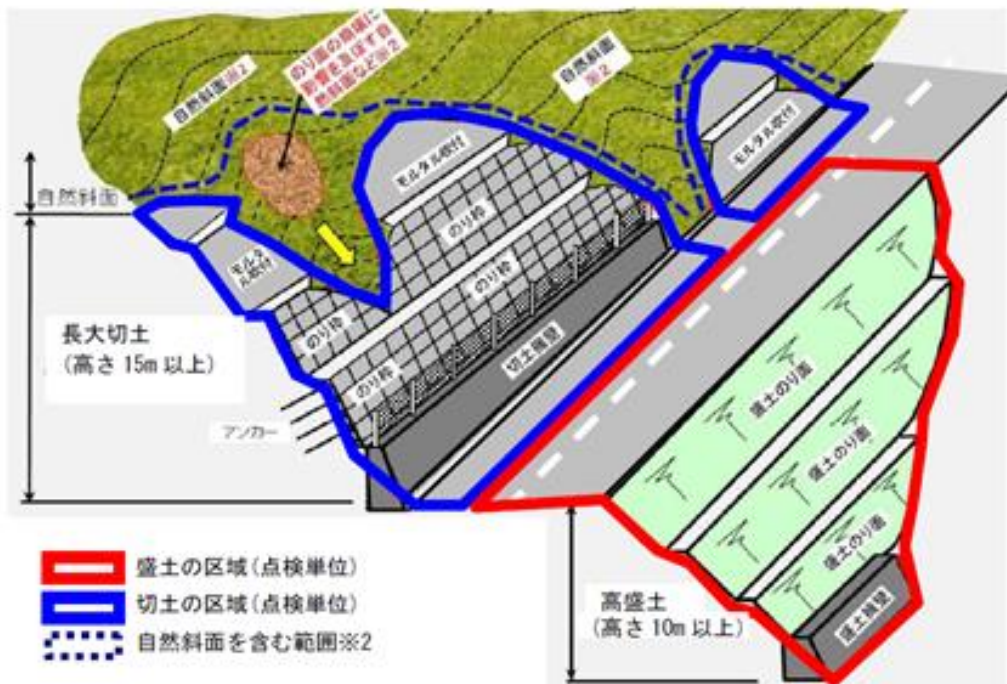 自然斜面※2
のり面の崩壊に
影響を及ぼす自
然斜面など※2
自然斜面
※2
モルタル吹付
モルタル吹付
自然斜面
モルタ
ル吹付
のり枠
のり枠
のり枠
のり枠
切土擁壁
長大切土
(高さ15m以上)
アンカー
盛土のり面
盛土のり面
盛土のり面
盛土擁壁
高盛土
(高さ10m以上)
盛土の区域(点検単位)
切土の区域(点検単位)
自然斜面を含む範囲※2